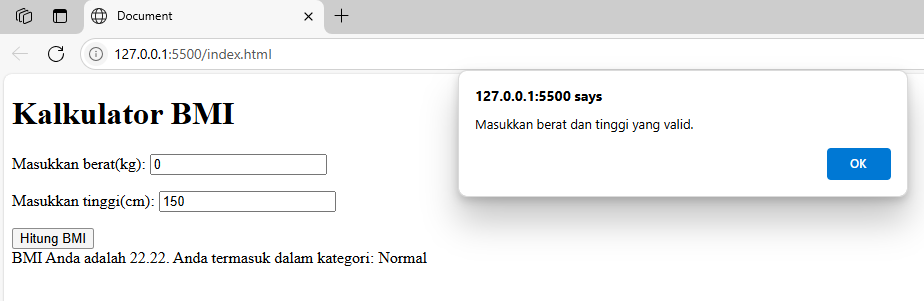 Document
127.0.0.1:5500/index.html
127.0.0.1:5500 says
Masukkan berat dan tinggi yang valid.
OK
Kalkulator BMI
Masukkan berat(kg): 0
Masukkan tinggi(cm): 150
Hitung BMI
BMI Anda adalah 22.22. Anda termasuk dalam kategori: Normal